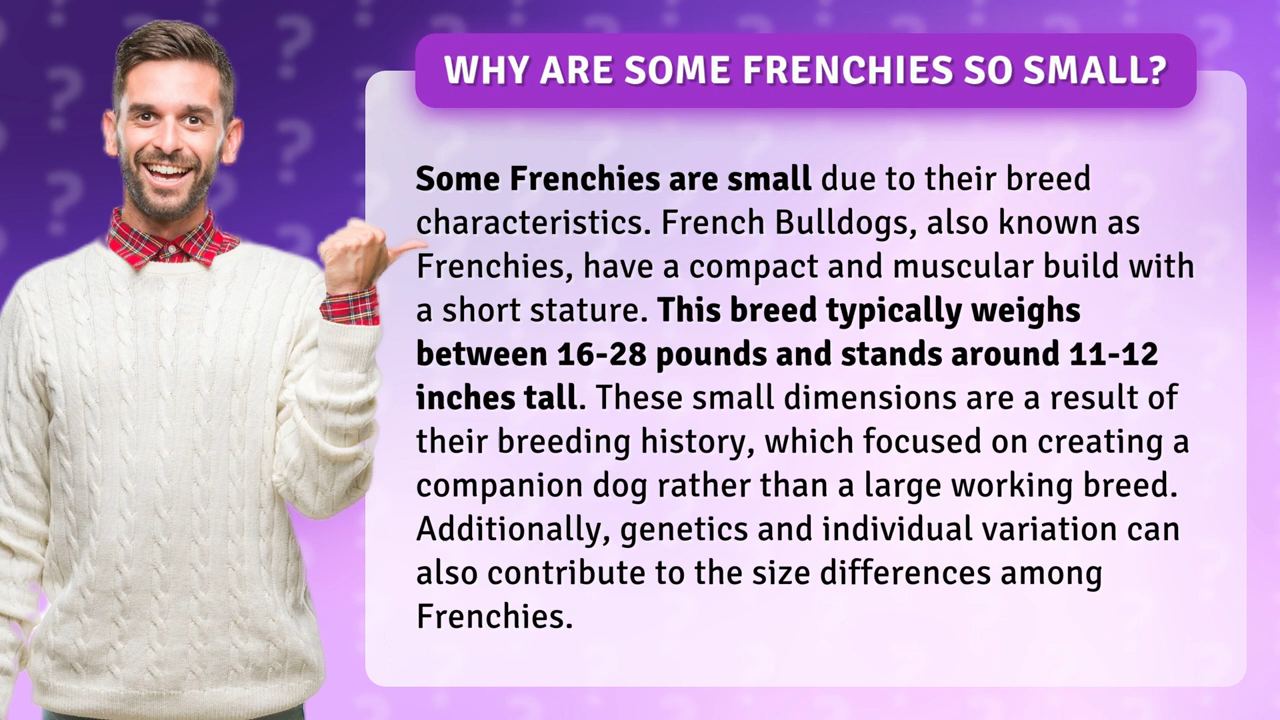 WHY ARE SOME FRENCHIES SO SMALL?
Some Frenchies are small due to their breed
characteristics. French Bulldogs, also known as
Frenchies, have a compact and muscular build with
a short stature. This breed typically weighs
between 16-28 pounds and stands around 11-12
inches tall. These small dimensions are a result of
their breeding history, which focused on creating a
companion dog rather than a large working breed.
Additionally, genetics and individual variation can
also contribute to the size differences among
Frenchies.